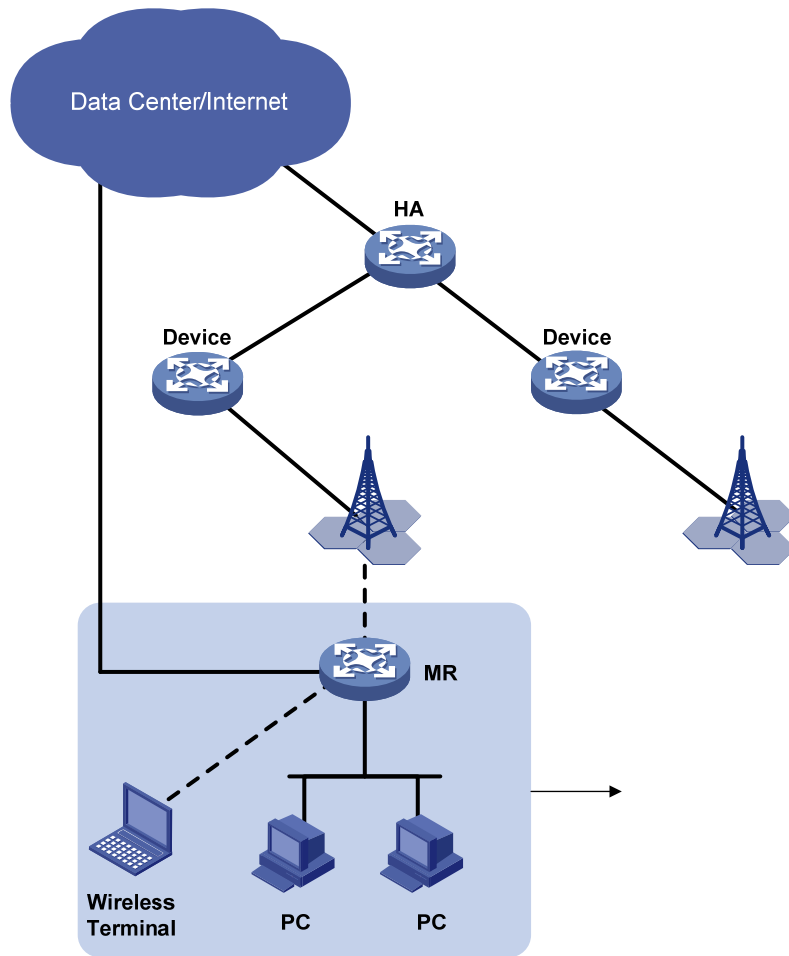 Data Center/Internet
HA
Device
Device
MR
Wireless
Terminal
PC
PC